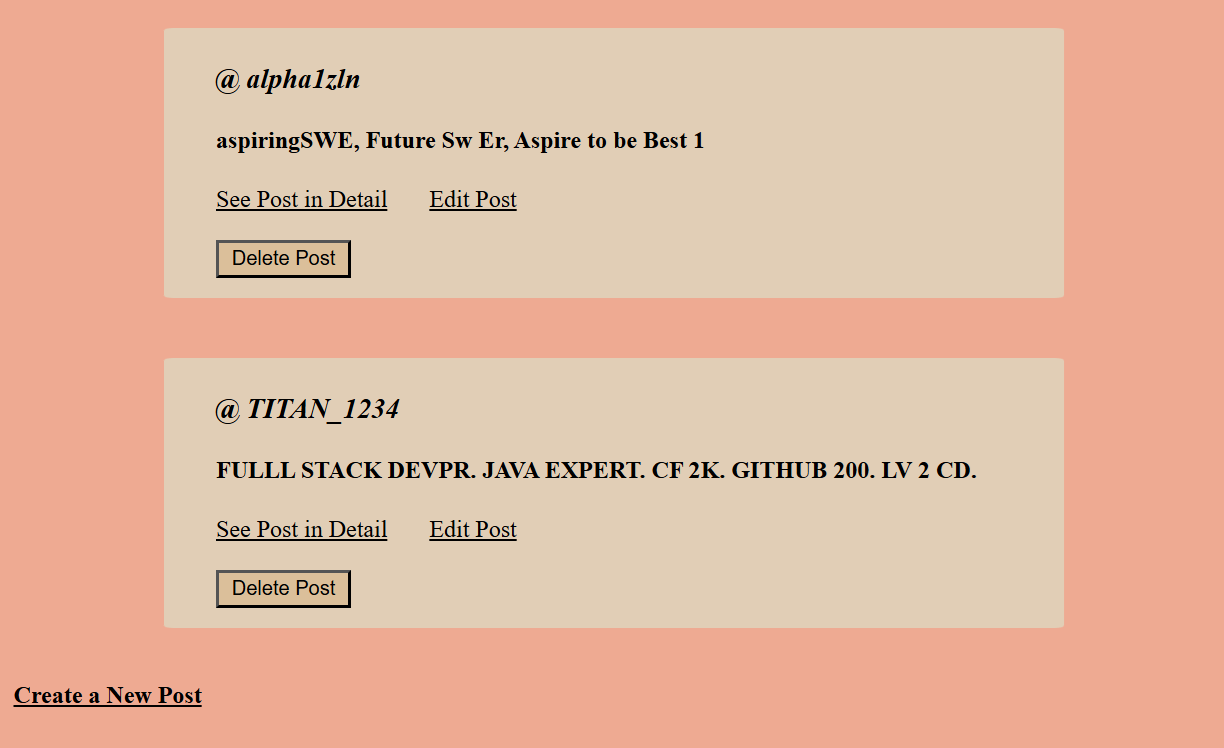 @ alpha1zln
aspiringSWE, Future Sw Er, Aspire to be Best 1
See Post in Detail Edit Post
Delete Post
@ TITAN_1234
FULLL STACK DEVPR. JAVA EXPERT. CF 2K. GITHUB 200. LV 2 CD.
See Post in Detail Edit Post
Delete Post
Create a New Post